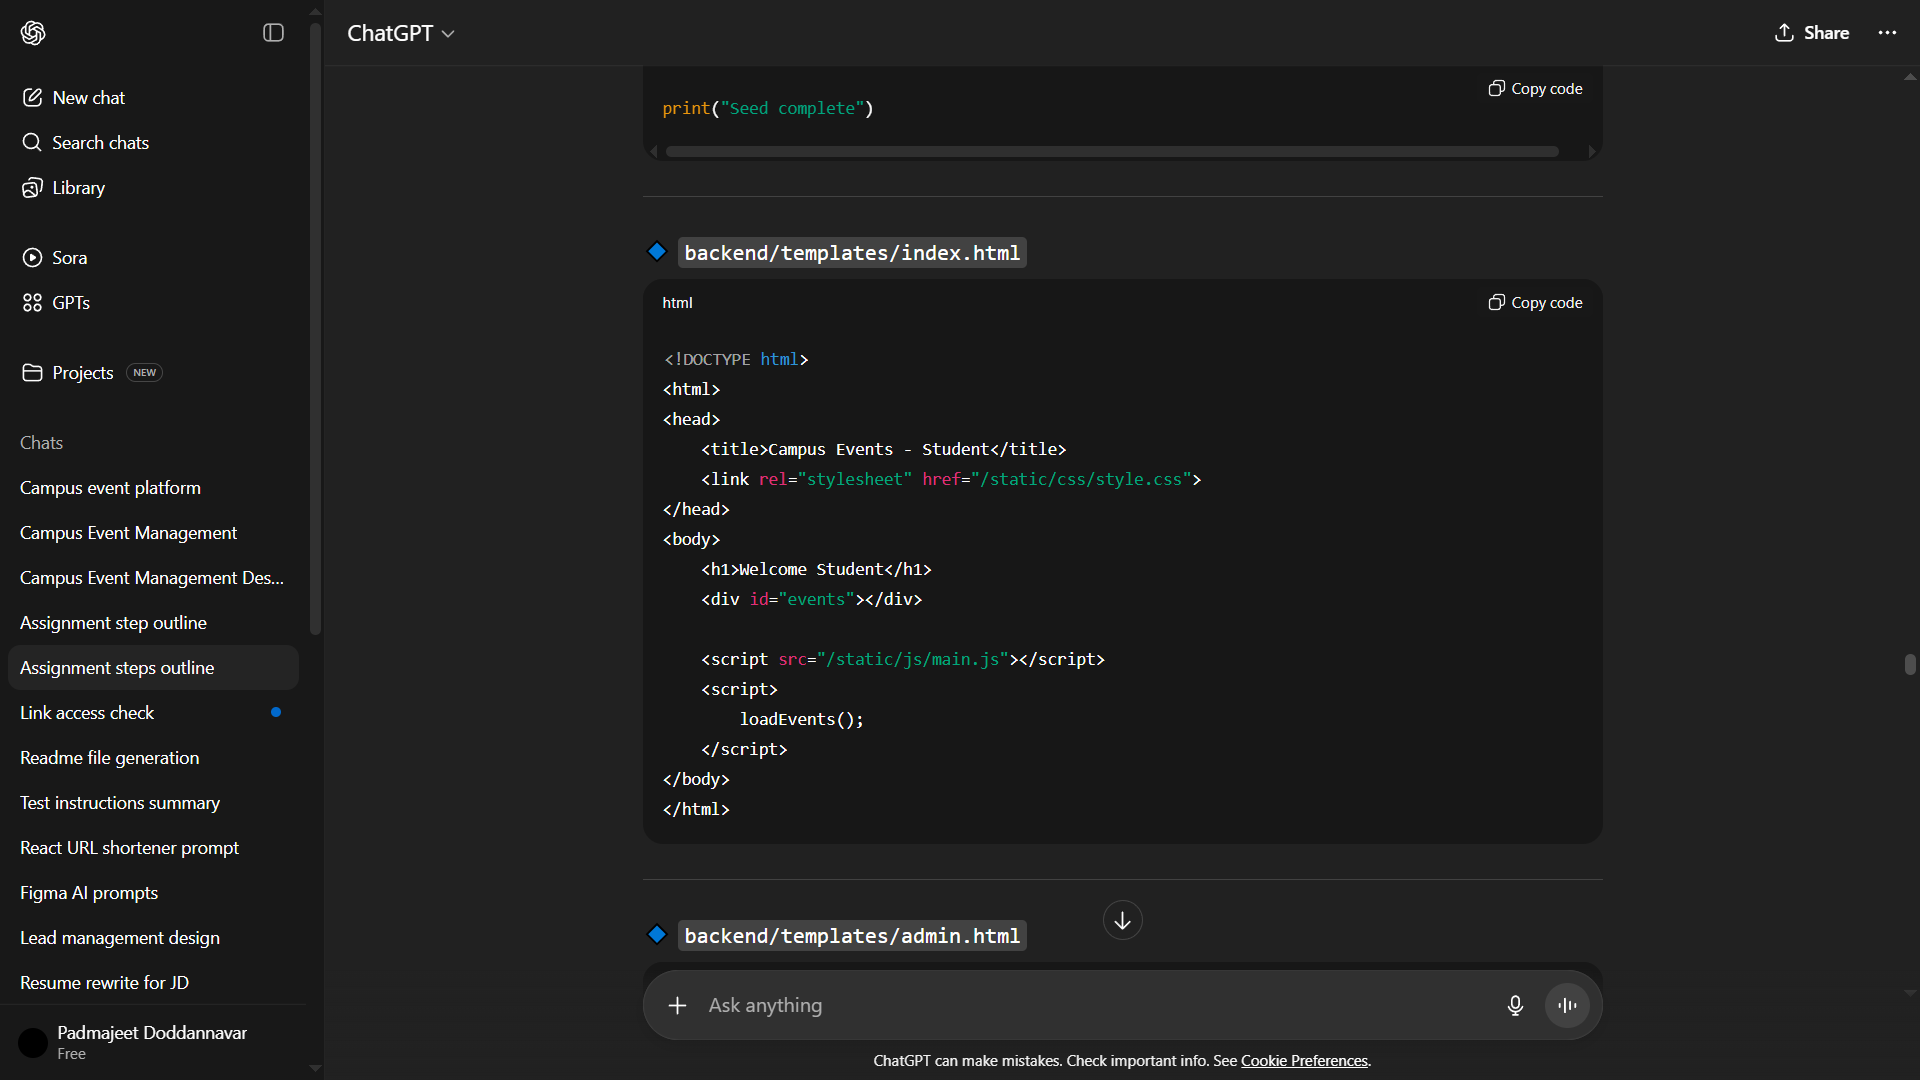 New chat
Search chats
Library
Sora
GPTs
Projects NEW
Chats
Campus event platform
Campus Event Management
Campus Event Management Des...
Assignment step outline
Assignment steps outline
Link access check
Readme file generation
Test instructions summary
React URL shortener prompt
Figma AI prompts
Lead management design
Resume rewrite for JD
Padmajeet Doddannavar
Free
ChatGPT
Share
Copy code
print("Seed complete")
backend/templates/index.html
html
Copy code
<!DOCTYPE html>
<html>
<head>
    <title>Campus Events - Student</title>
    <link rel="stylesheet" href="/static/css/style.css">
</head>
<body>
    <h1>Welcome Student</h1>
    <div id="events"></div>

    <script src="/static/js/main.js"></script>
    <script>
        loadEvents();
    </script>
</body>
</html>
backend/templates/admin.html
Ask anything
ChatGPT can make mistakes. Check important info. See Cookie Preferences.